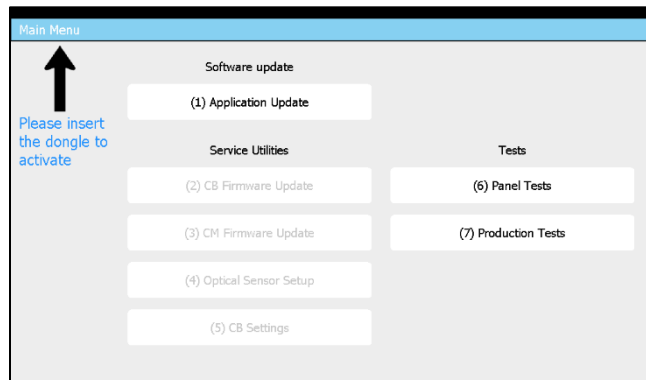 Main Menu
Please insert
the dongle to
activate
Software update
(1) Application Update
Service Utilities
(2) CB Firmware Update
(3) CM Firmware Update
(4) Optical Sensor Setup
(5) CB Settings
Tests
(6) Panel Tests
(7) Production Tests